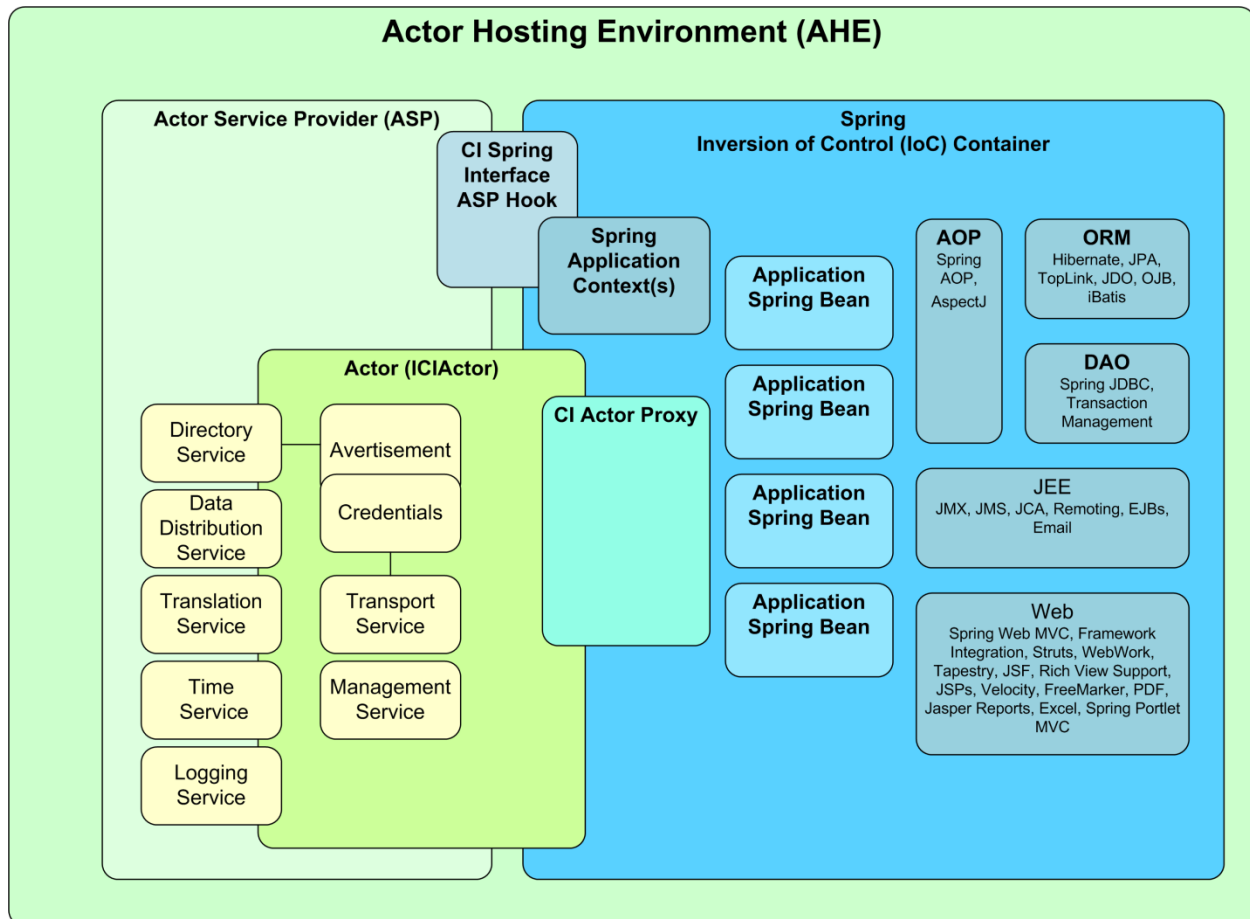 Actor Hosting Environment (AHE)
Actor Service Provider (ASP)
Spring
Inversion of Control (IoC) Container
CI Spring
Interface
ASP Hook
Spring
Application
Context(s)
Application
Spring Bean
AOP
Spring
AOP,
AspectJ
ORM
Hibernate, JPA,
TopLink, JDO, OJB,
iBatis
DAO
Spring JDBC,
Transaction
Management
Actor (ICIActor)
Application
Spring Bean
CI Actor Proxy
Directory
Service
Avertisement
Credentials
Data
Distribution
Service
Application
Spring Bean
JEE
JMX, JMS, JCA, Remoting, EJBs,
Email
Translation
Service
Transport
Service
Application
Spring Bean
Web
Spring Web MVC, Framework
Integration, Struts, WebWork,
Tapestry, JSF, Rich View Support,
JSPs, Velocity, FreeMarker, PDF,
Jasper Reports, Excel, Spring Portlet
MVC
Time
Service
Management
Service
Logging
Service